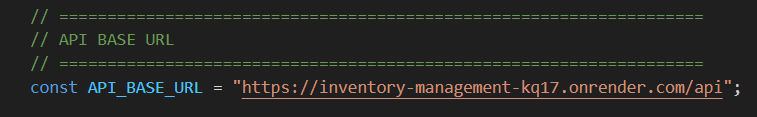 // ============================================================
// API BASE URL
// ============================================================
const API_BASE_URL = "https://inventory-management-kq17.onrender.com/api";